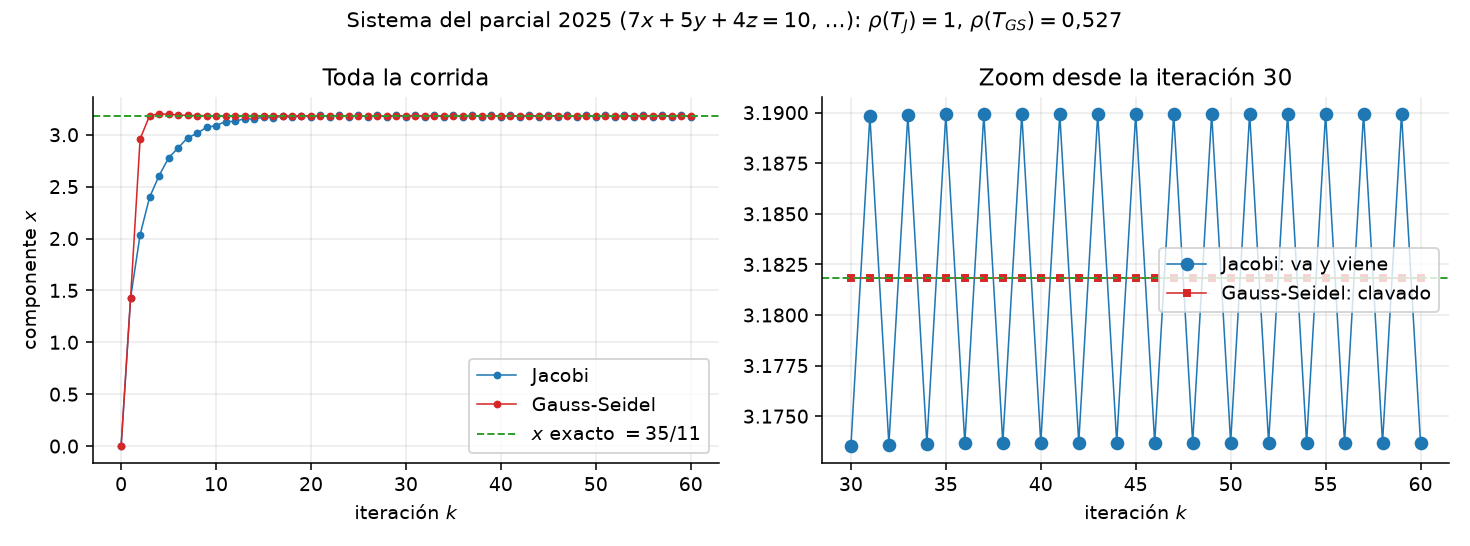 Sistema del parcial 2025 (7x + 5y + 4z = 10, ...): ρ(T_J) = 1, ρ(T_GS) = 0,527
Toda la corrida
3.0
2.5
2.0
1.5
1.0
0.5
0.0
componente x
0 10 20 30 40 50 60
iteración k
Jacobi
Gauss-Seidel
x exacto = 35/11
Zoom desde la iteración 30
3.1900
3.1875
3.1850
3.1825
3.1800
3.1775
3.1750
30 35 40 45 50 55 60
iteración k
Jacobi: va y viene
Gauss-Seidel: clavado